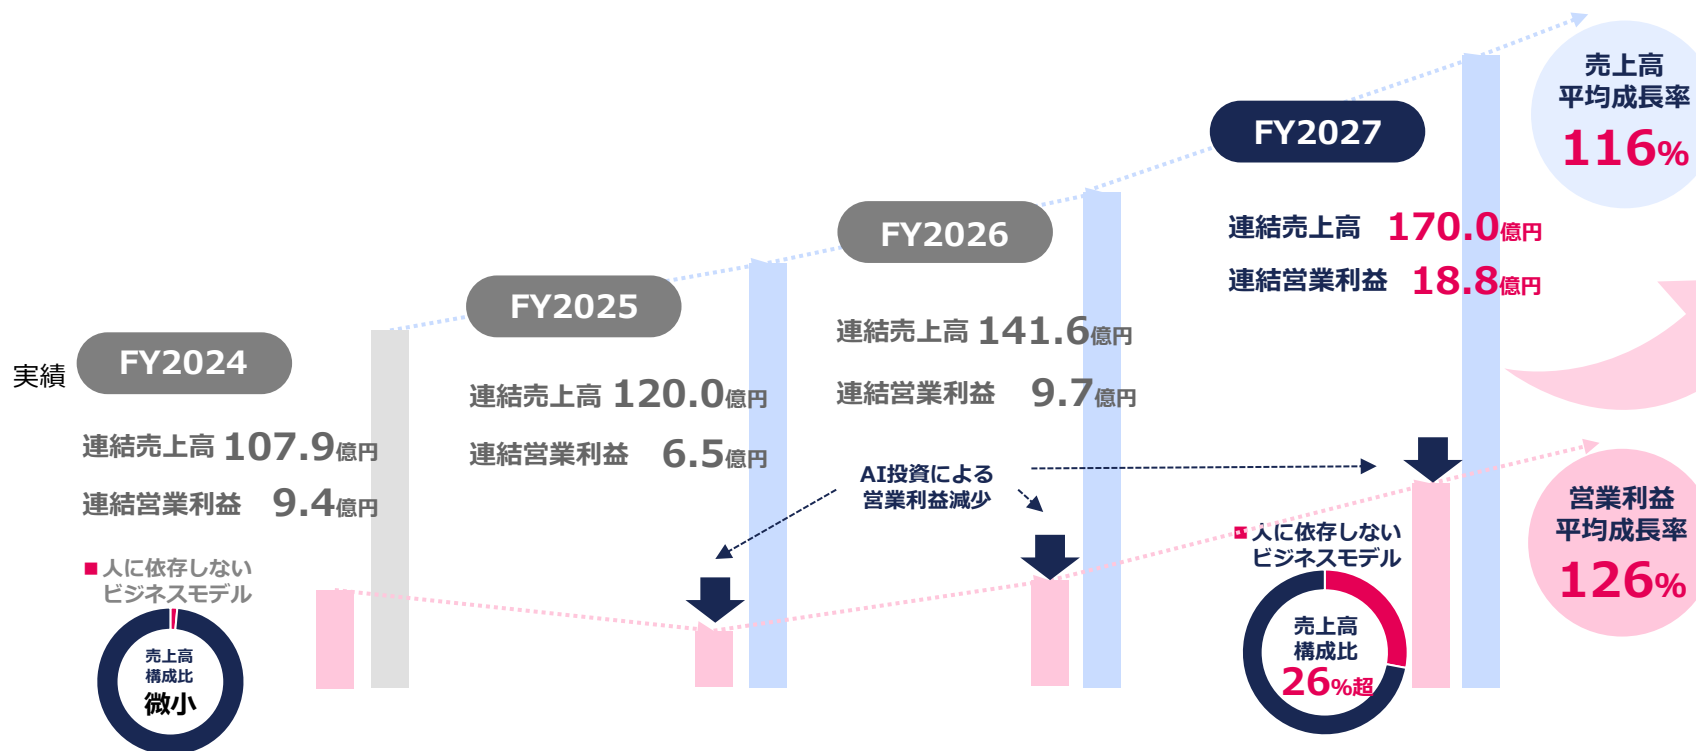 実績
FY2024
連結売上高 107.9億円
連結営業利益 9.4億円
■人に依存しない
ビジネスモデル
売上高
構成比
微小
FY2025
連結売上高 120.0億円
連結営業利益 6.5億円
FY2026
連結売上高 141.6億円
連結営業利益 9.7億円
AI投資による
営業利益減少
FY2027
連結売上高 170.0億円
連結営業利益 18.8億円
■人に依存しない
ビジネスモデル
売上高
構成比
26%超
売上高
平均成長率
116%
営業利益
平均成長率
126%